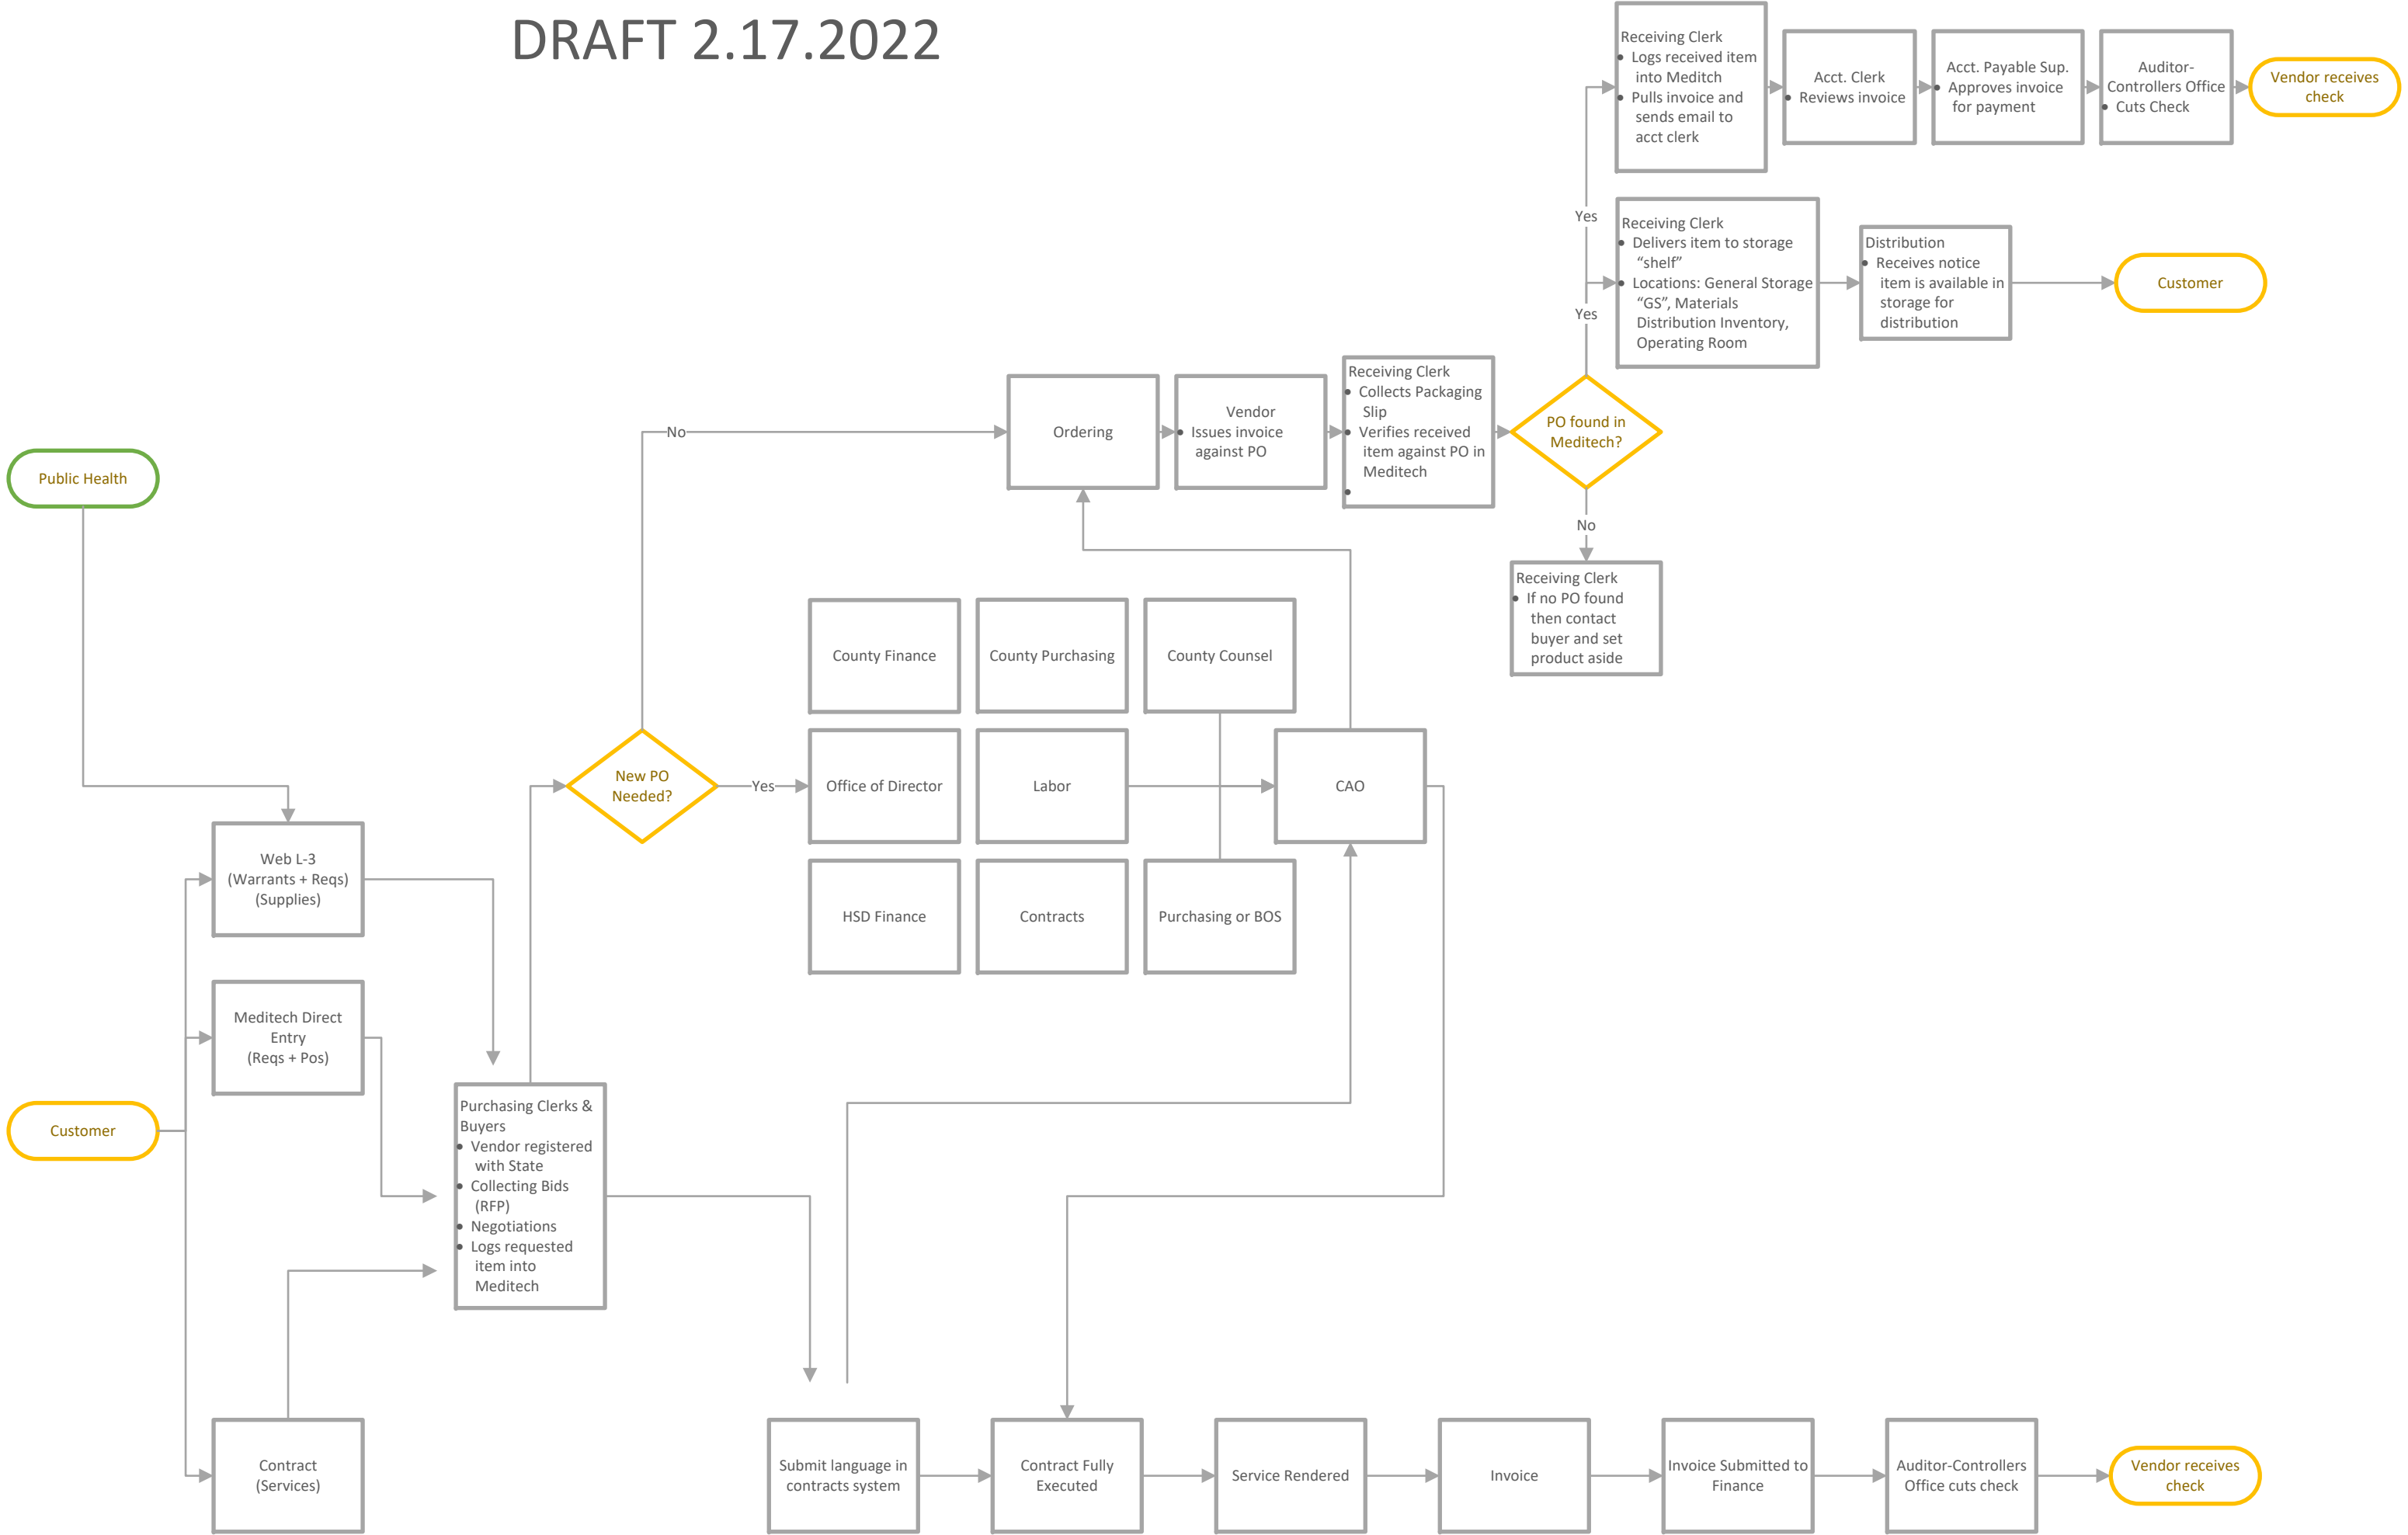 DRAFT 2.17.2022
Receiving Clerk
• Logs received item
into Meditch
• Pulls invoice and
sends email to
acct clerk
Acct. Clerk
• Reviews invoice
Acct. Payable Sup.
• Approves invoice
for payment
Auditor-
Controllers Office
• Cuts Check
Vendor receives
check
Yes
Receiving Clerk
• Delivers item to storage
“shelf”
• Locations: General Storage
“GS”, Materials
Distribution Inventory,
Operating Room
Distribution
• Receives notice
item is available in
storage for
distribution
Customer
Yes
No
Ordering
Vendor
• Issues invoice
against PO
Receiving Clerk
• Collects Packaging
Slip
• Verifies received
item against PO in
Meditech
•
PO found in
Meditech?
No
Receiving Clerk
• If no PO found
then contact
buyer and set
product aside
Public Health
County Finance
County Purchasing
County Counsel
New PO
Needed?
Yes
Office of Director
Labor
CAO
HSD Finance
Contracts
Purchasing or BOS
Web L-3
(Warrants + Reqs)
(Supplies)
Meditech Direct
Entry
(Reqs + Pos)
Customer
Purchasing Clerks &
Buyers
• Vendor registered
with State
• Collecting Bids
(RFP)
• Negotiations
• Logs requested
item into
Meditech
Contract
(Services)
Submit language in
contracts system
Contract Fully
Executed
Service Rendered
Invoice
Invoice Submitted to
Finance
Auditor-Controllers
Office cuts check
Vendor receives
check